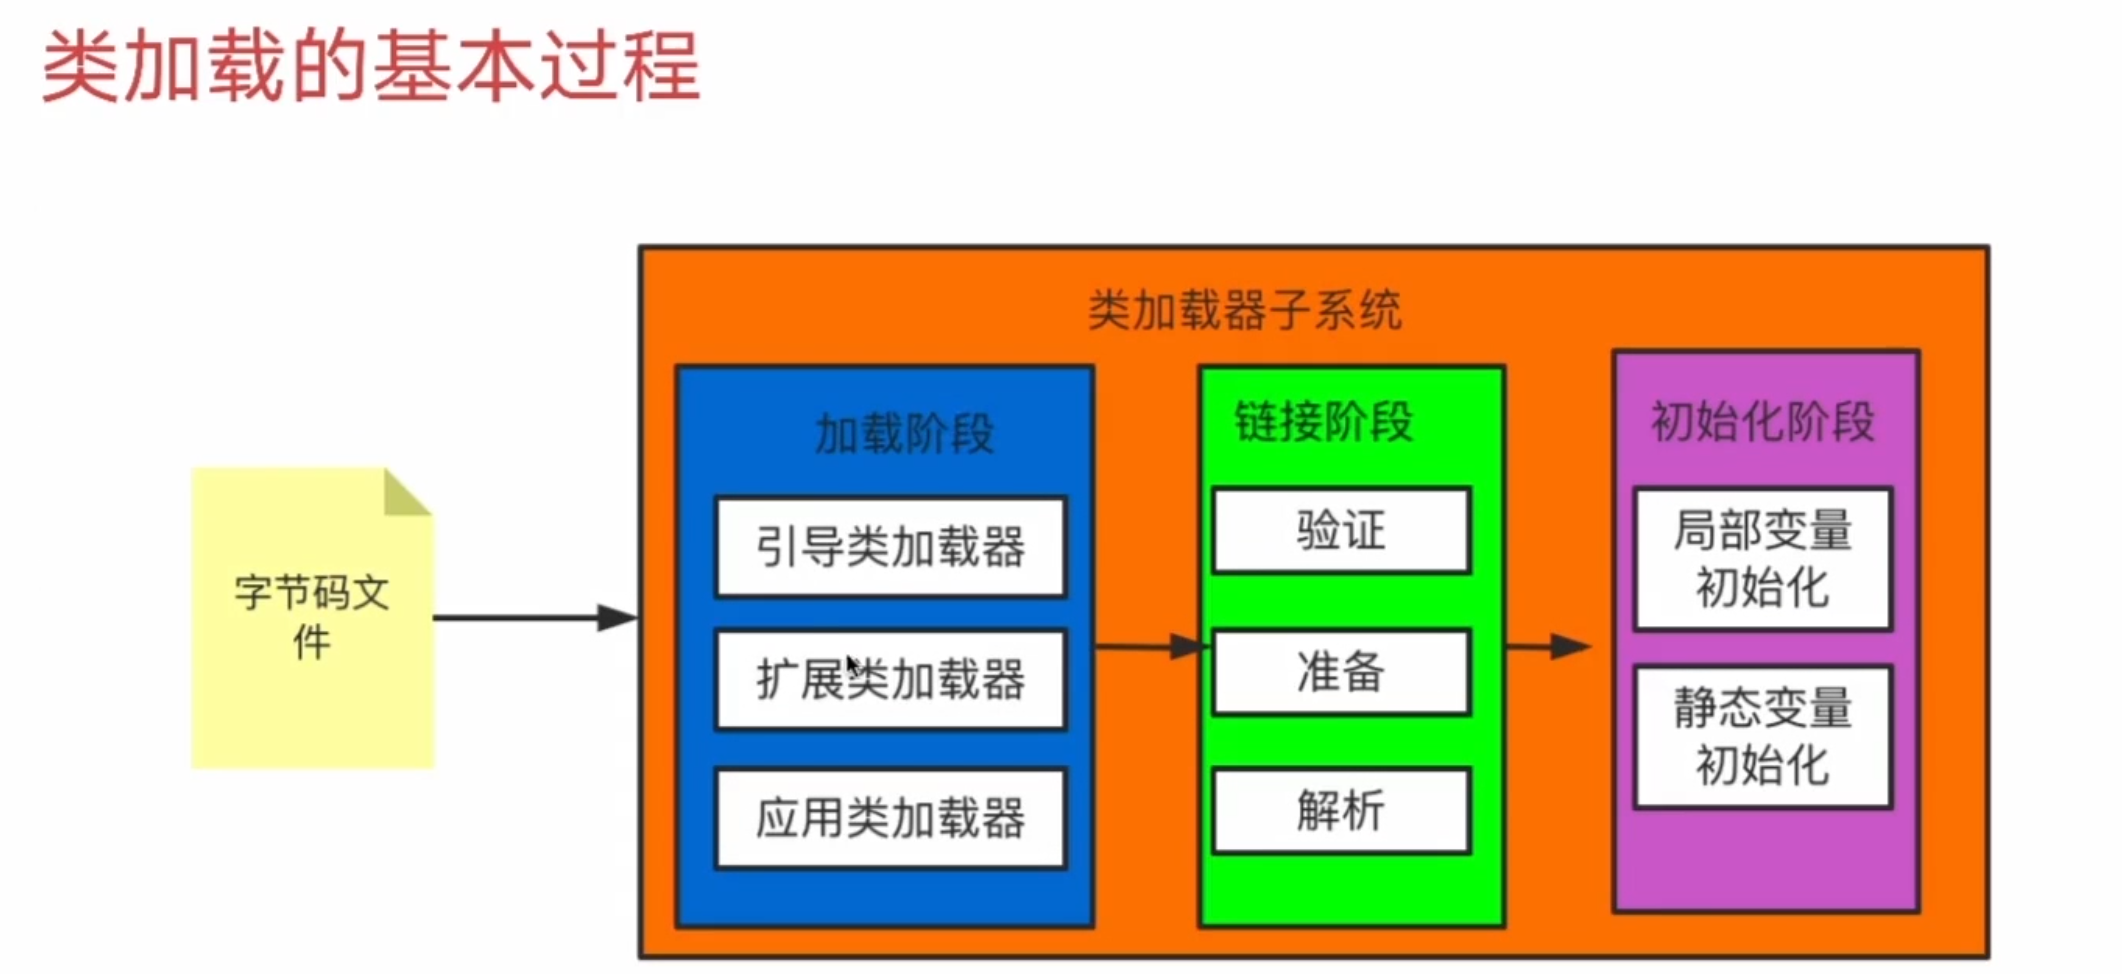 类加载的基本过程
类加载器子系统
字节码文
件
加载阶段
引导类加载器
扩展类加载器
应用类加载器
链接阶段
验证
准备
解析
初始化阶段
局部变量
初始化
静态变量
初始化